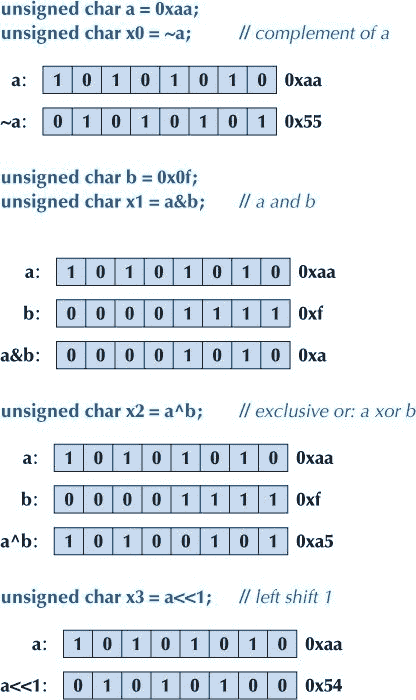 unsigned char a = 0xaa;
unsigned char x0 = ~a; // complement of a
a: 1 0 1 0 1 0 1 0 0xaa
~a: 0 1 0 1 0 1 0 1 0x55
unsigned char b = 0x0f;
unsigned char x1 = a&b; // a and b
a: 1 0 1 0 1 0 1 0 0xaa
b: 0 0 0 0 1 1 1 1 0xf
a&b: 0 0 0 0 1 0 1 0 0xa
unsigned char x2 = a^b; // exclusive or: a xor b
a: 1 0 1 0 1 0 1 0 0xaa
b: 0 0 0 0 1 1 1 1 0xf
a^b: 1 0 1 0 0 1 0 1 0xa5
unsigned char x3 = a<<1; // left shift 1
a: 1 0 1 0 1 0 1 0 0xaa
a<<1: 0 1 0 1 0 1 0 0 0x54